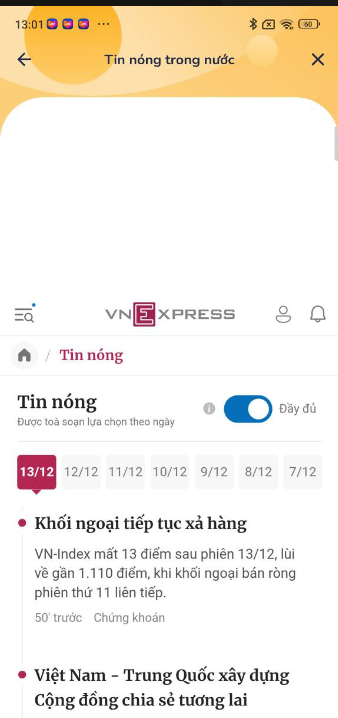 13:01 ...
60
Tin nóng trong nước
VNEXPRESS
/ Tin nóng
Tin nóng
Được toà soạn lựa chọn theo ngày
Đầy đủ
13/12 12/12 11/12 10/12 9/12 8/12 7/12
Khối ngoại tiếp tục xả hàng
VN-Index mất 13 điểm sau phiên 13/12, lùi
về gần 1.110 điểm, khi khối ngoại bán ròng
phiên thứ 11 liên tiếp.
50' trước Chứng khoán
Việt Nam - Trung Quốc xây dựng
Cộng đồng chia sẻ tương lai